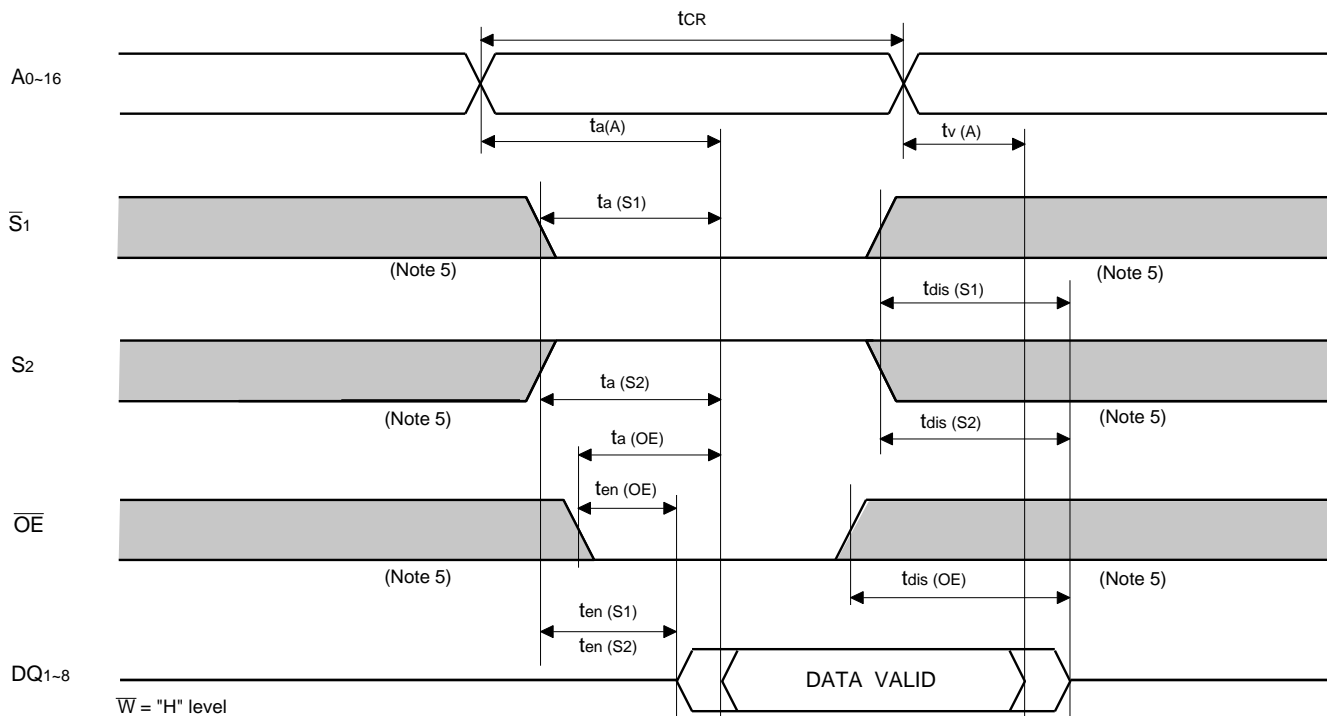 tCR
A0~16
ta(A)
tv (A)
S̅1
ta (S1)
(Note 5)
(Note 5)
tdis (S1)
S2
ta (S2)
(Note 5)
(Note 5)
tdis (S2)
ta (OE)
ten (OE)
O̅E̅
(Note 5)
(Note 5)
tdis (OE)
ten (S1)
ten (S2)
DQ1~8
DATA VALID
W̅ = "H" level